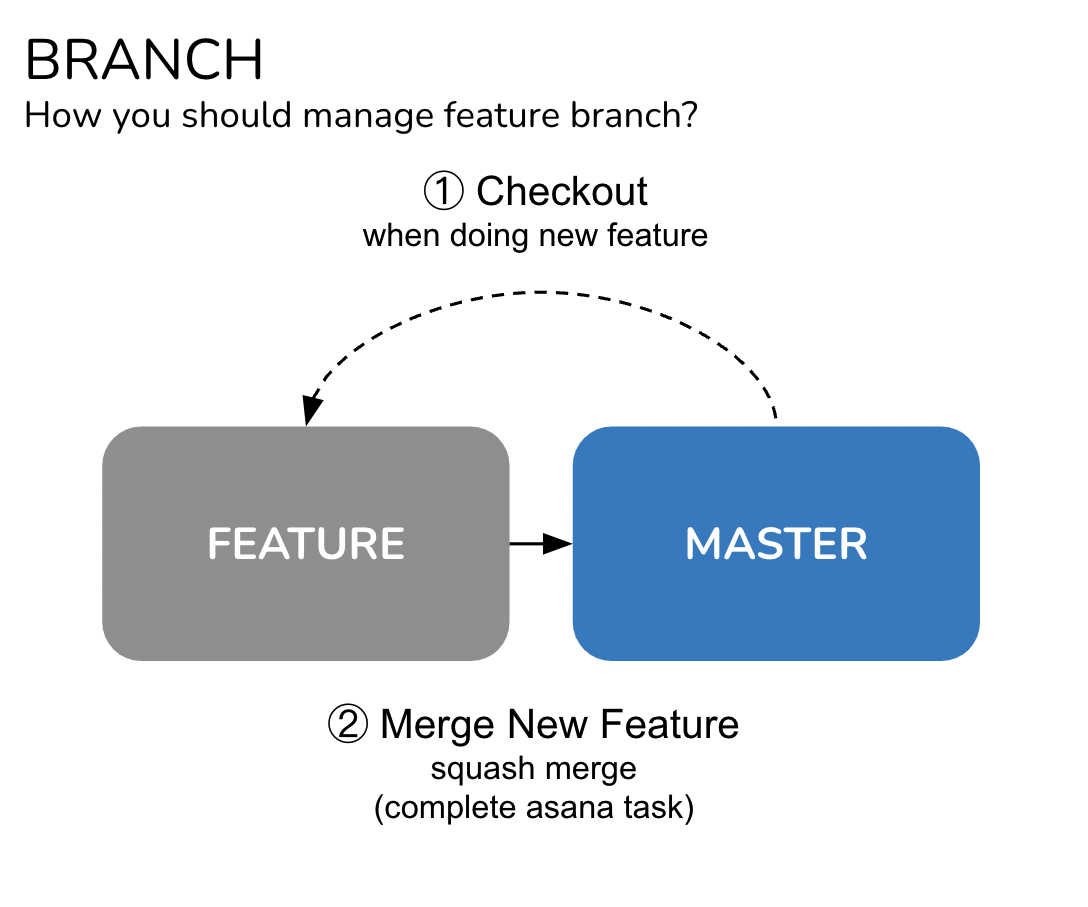 BRANCH
How you should manage feature branch?
① Checkout
when doing new feature
FEATURE
MASTER
② Merge New Feature
squash merge
(complete asana task)